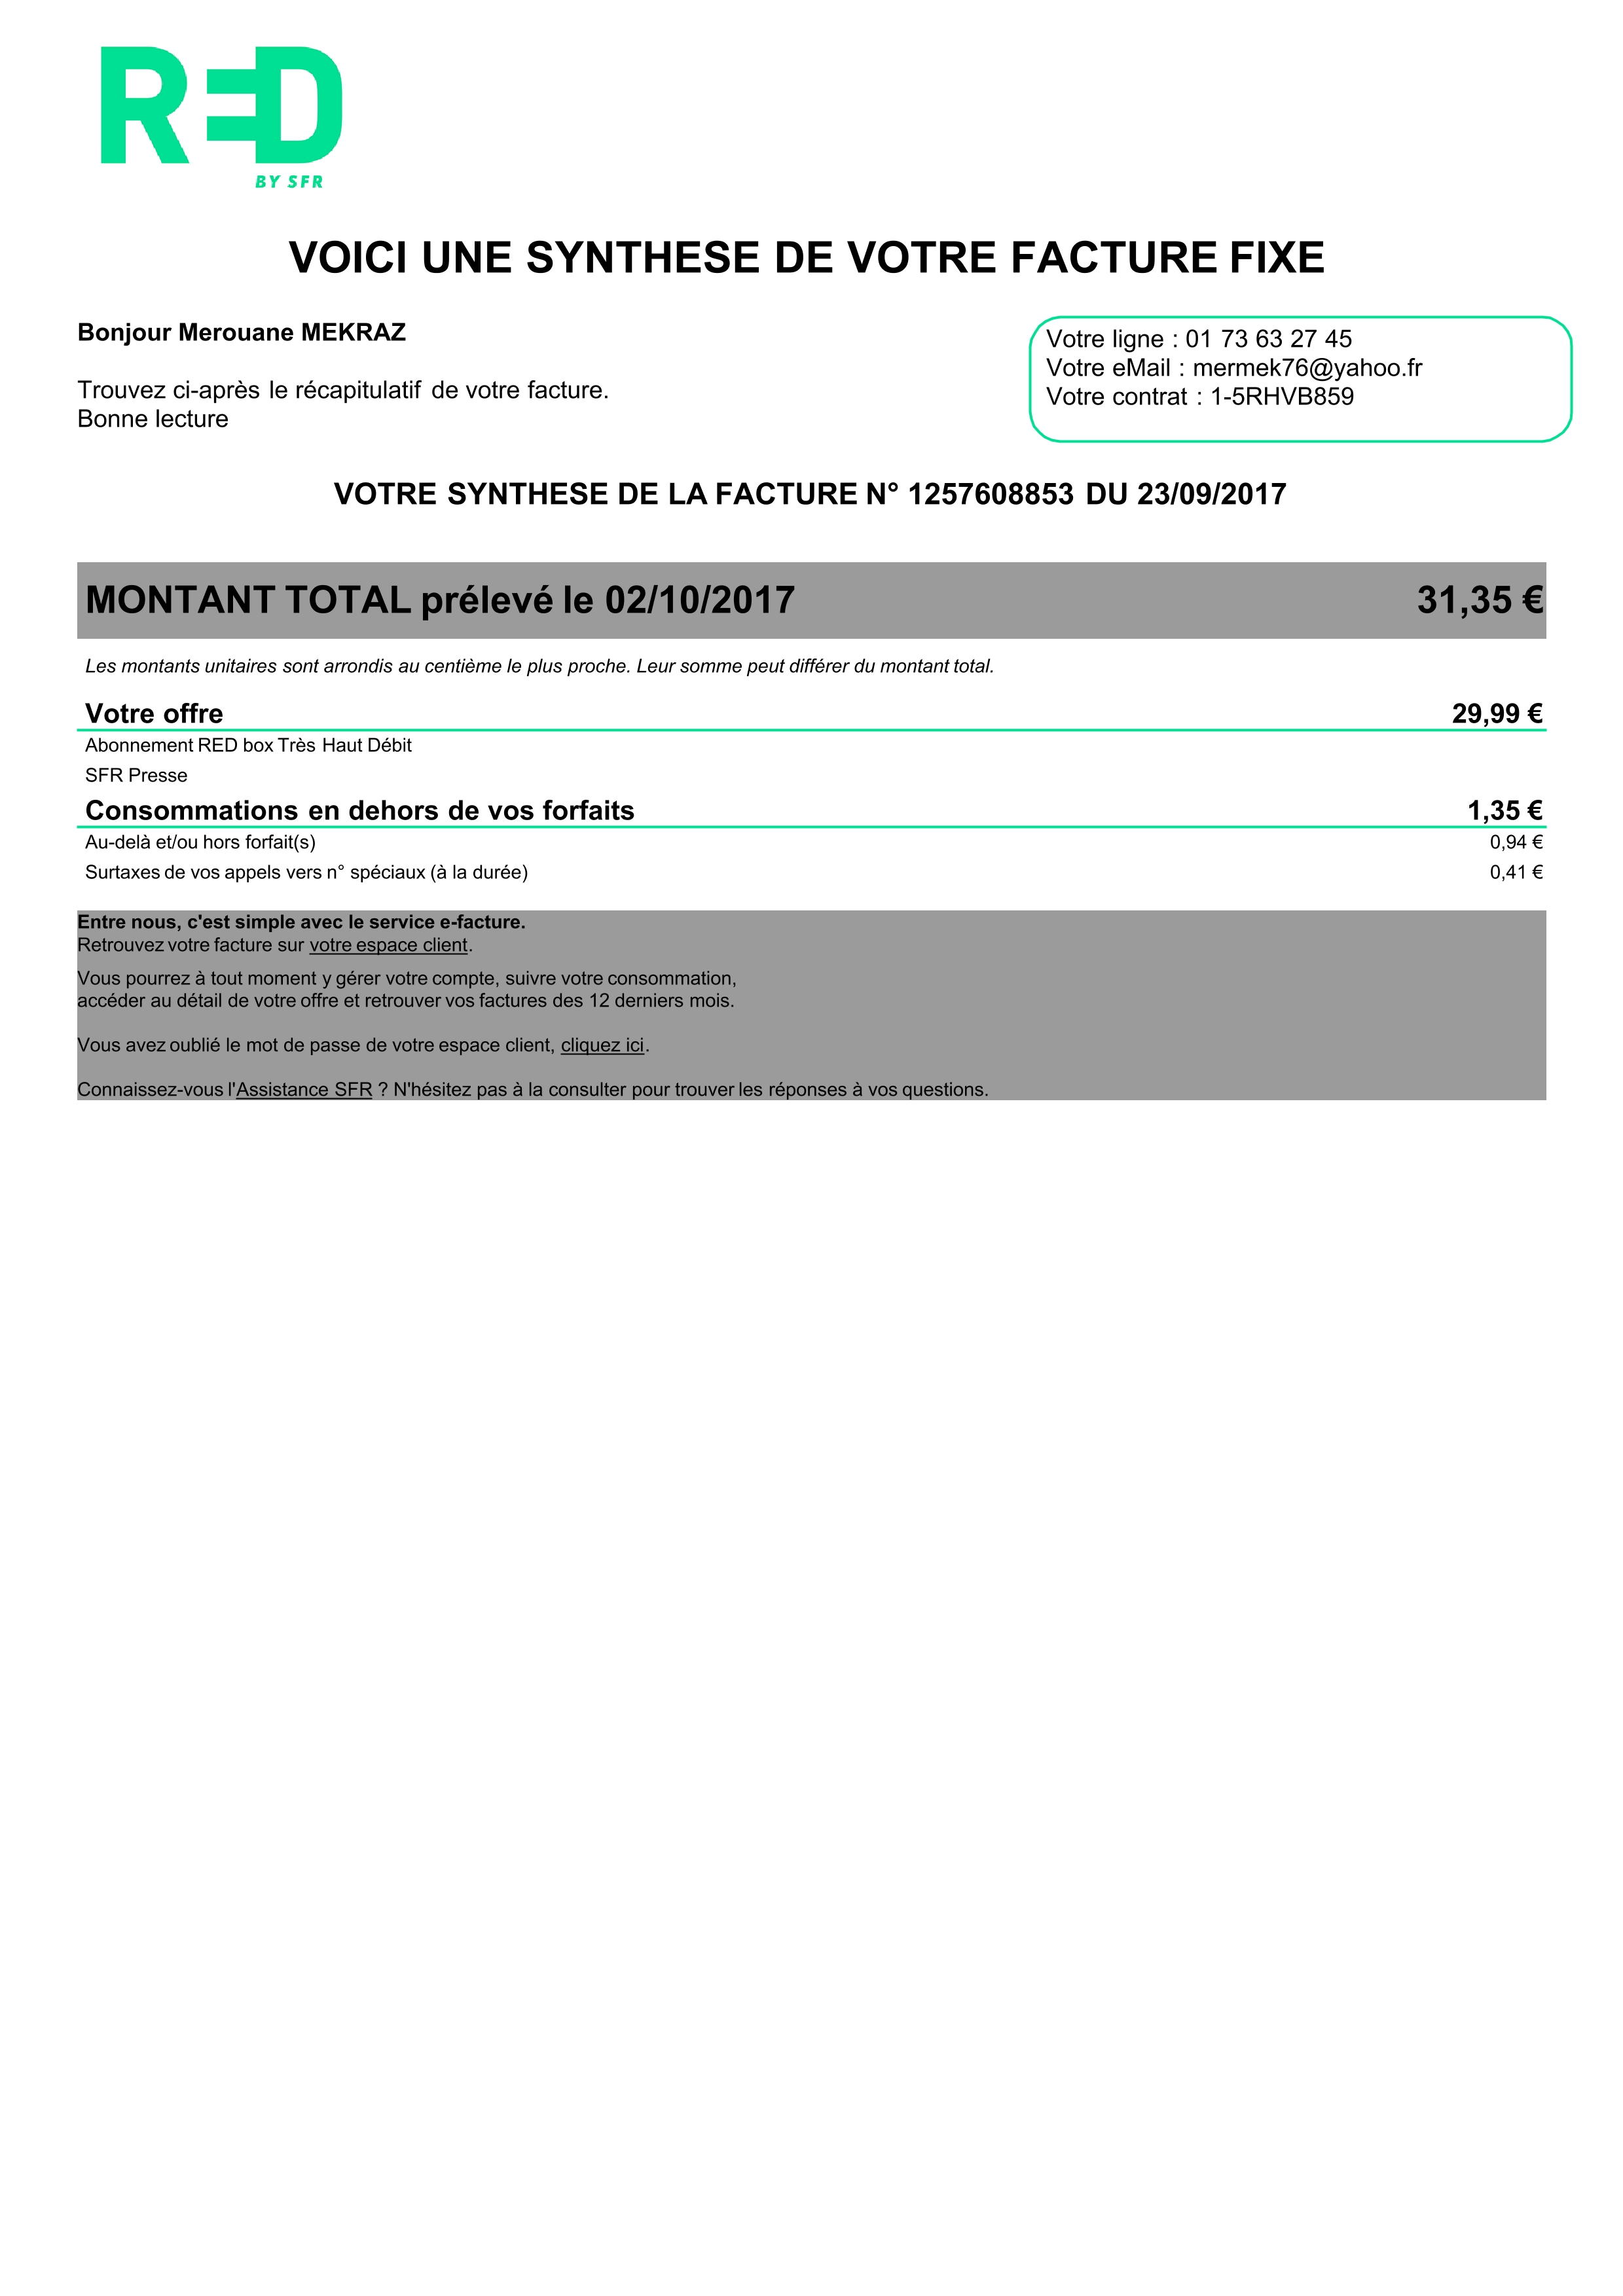 RED
BY SFR
VOICI UNE SYNTHESE DE VOTRE FACTURE FIXE
Bonjour Merouane MEKRAZ
Trouvez ci-après le récapitulatif de votre facture.
Bonne lecture
Votre ligne : 01 73 63 27 45
Votre eMail : mermek76@yahoo.fr
Votre contrat : 1-5RHVB859
VOTRE SYNTHESE DE LA FACTURE N° 1257608853 DU 23/09/2017
MONTANT TOTAL prélevé le 02/10/2017 31,35 €
Les montants unitaires sont arrondis au centième le plus proche. Leur somme peut différer du montant total.
Votre offre 29,99 €
Abonnement RED box Très Haut Débit
SFR Presse
Consommations en dehors de vos forfaits 1,35 €
Au-delà et/ou hors forfait(s) 0,94 €
Surtaxes de vos appels vers n° spéciaux (à la durée) 0,41 €
Entre nous, c'est simple avec le service e-facture.
Retrouvez votre facture sur votre espace client.
Vous pourrez à tout moment y gérer votre compte, suivre votre consommation,
accéder au détail de votre offre et retrouver vos factures des 12 derniers mois.
Vous avez oublié le mot de passe de votre espace client, cliquez ici.
Connaissez-vous l'Assistance SFR ? N'hésitez pas à la consulter pour trouver les réponses à vos questions.